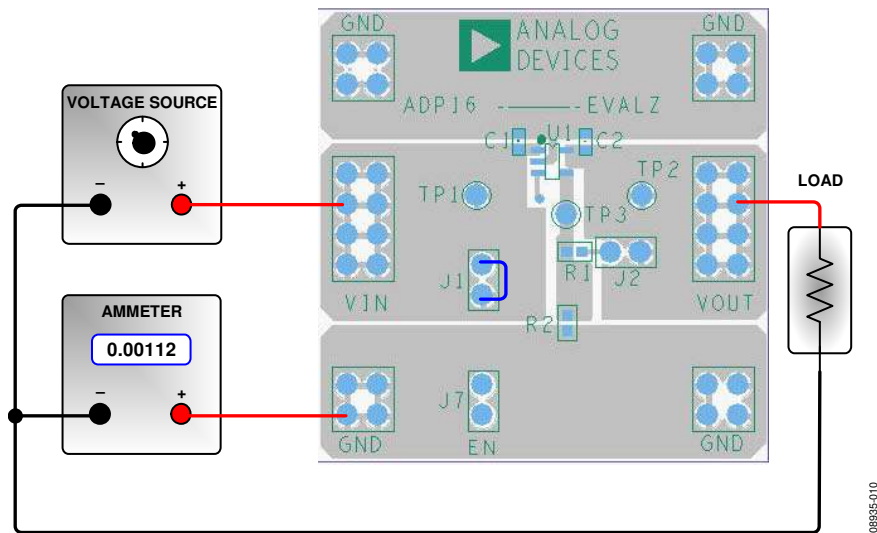 GND
ANALOG
DEVICES
GND
ADP16 ---------- EVALZ
VOLTAGE SOURCE
–
+
C1
U1
C2
TP1
TP2
TP3
LOAD
J1
R1
J2
VIN
VOUT
R2
AMMETER
0.00112
–
+
J7
GND
EN
GND
08935-010